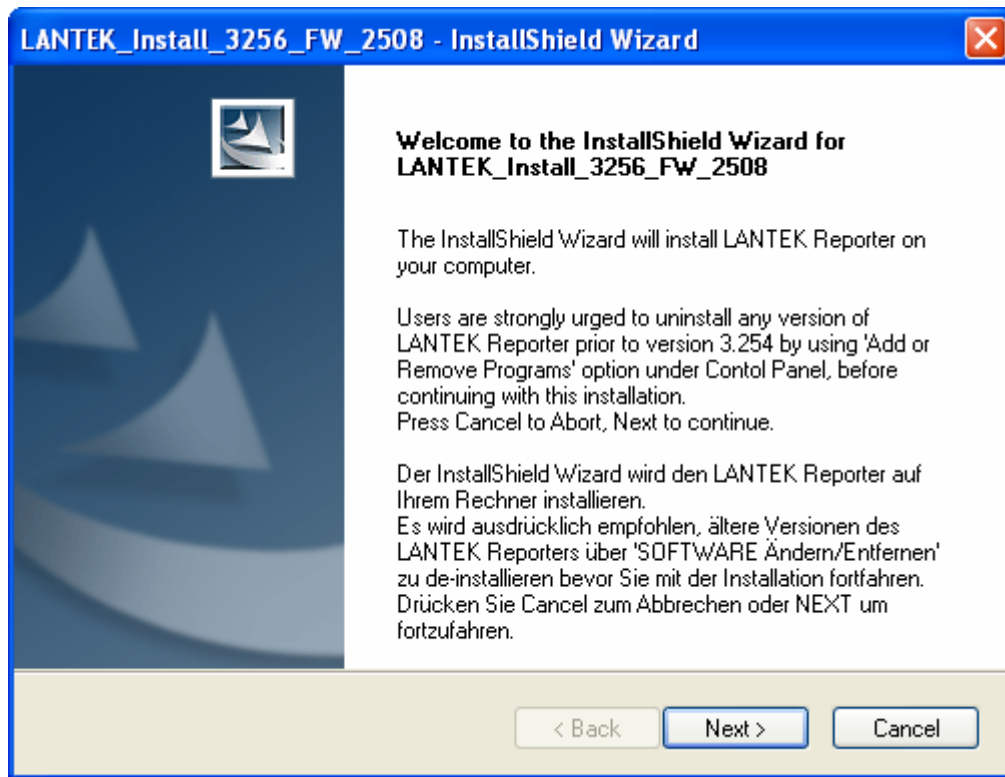 LANTEK_Install_3256_FW_2508 - InstallShield Wizard
Welcome to the InstallShield Wizard for
LANTEK_Install_3256_FW_2508
The InstallShield Wizard will install LANTEK Reporter on
your computer.
Users are strongly urged to uninstall any version of
LANTEK Reporter prior to version 3.254 by using 'Add or
Remove Programs' option under Contol Panel, before
continuing with this installation.
Press Cancel to Abort, Next to continue.
Der InstallShield Wizard wird den LANTEK Reporter auf
Ihrem Rechner installieren.
Es wird ausdrücklich empfohlen, ältere Versionen des
LANTEK Reporters über 'SOFTWARE Ändern/Entfernen'
zu de-installieren bevor Sie mit der Installation fortfahren.
Drücken Sie Cancel zum Abbrechen oder NEXT um
fortzufahren.
< Back
Next >
Cancel